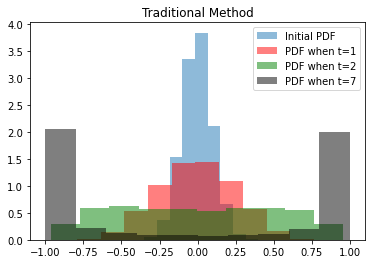 Traditional Method
Initial PDF
PDF when t=1
PDF when t=2
PDF when t=7
4.0
3.5
3.0
2.5
2.0
1.5
1.0
0.5
0.0
−1.00 −0.75 −0.50 −0.25 0.00 0.25 0.50 0.75 1.00